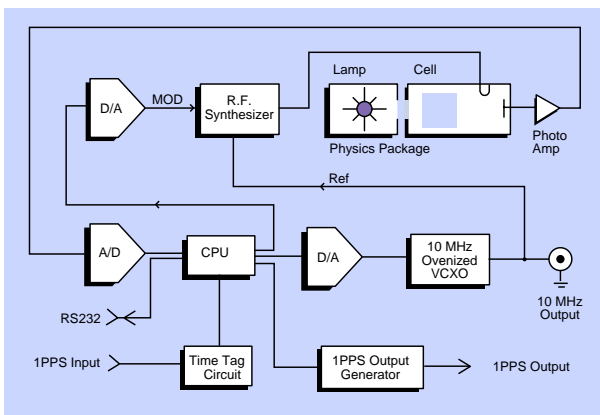 Lamp
Cell
D/A
MOD
R.F.
Synthesizer
Physics Package
Photo
Amp
Ref
A/D
CPU
D/A
10 MHz
Ovenized
VCXO
10 MHz
Output
RS232
1PPS Input
Time Tag
Circuit
1PPS Output
Generator
1PPS Output